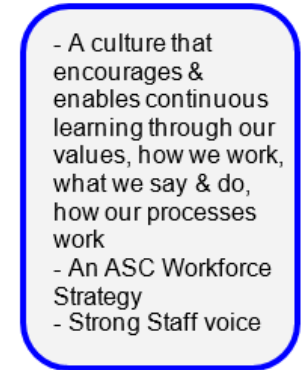 - A culture that
encourages &
enables continuous
learning through our
values, how we work,
what we say & do,
how our processes
work
- An ASC Workforce
Strategy
- Strong Staff voice